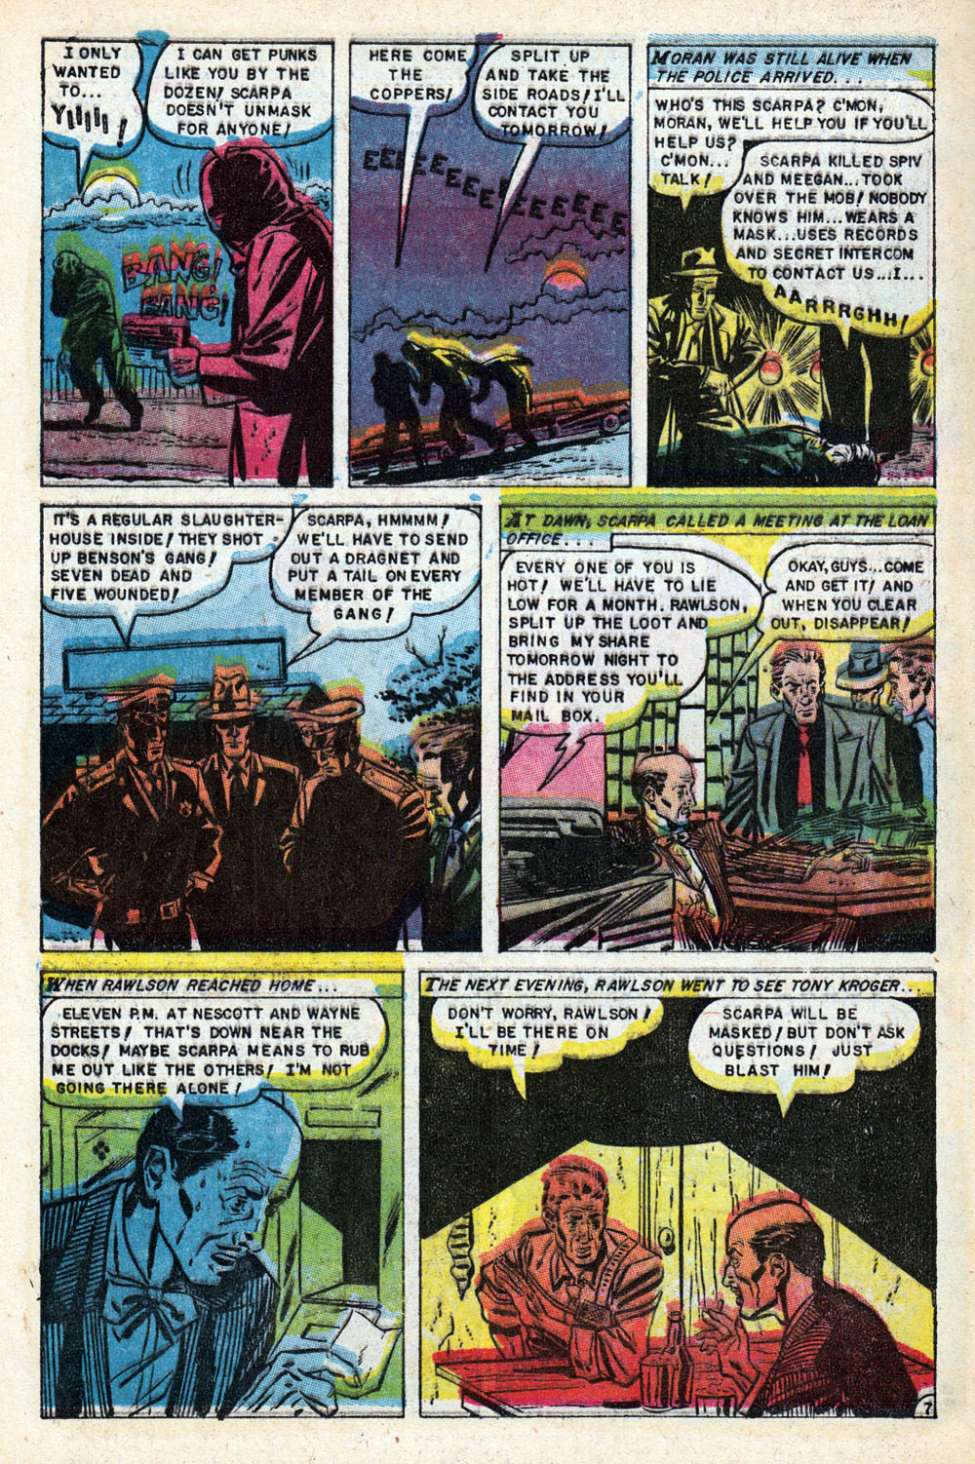 I ONLY
WANTED
TO...
YIIIIII!
I CAN GET PUNKS
LIKE YOU BY THE
DOZEN! SCARPA
DOESN'T UNMASK
FOR ANYONE!
BANG!
BANG!
HERE COME
THE
COPPERS!
SPLIT UP
AND TAKE THE
SIDE ROADS! I'LL
CONTACT YOU
TOMORROW!
EEEEEEEEEEEEEEE
MORAN WAS STILL ALIVE WHEN
THE POLICE ARRIVED...
WHO'S THIS SCARPA? C'MON,
MORAN, WE'LL HELP YOU IF YOU'LL
HELP US?
C'MON...
TALK!
SCARPA KILLED SPIV
AND MEEGAN...TOOK
OVER THE MOB! NOBODY
KNOWS HIM...WEARS A
MASK...USES RECORDS
AND SECRET INTERCOM
TO CONTACT US...I...
AARRRGHH!
IT'S A REGULAR SLAUGHTER-
HOUSE INSIDE! THEY SHOT
UP BENSON'S GANG!
SEVEN DEAD AND
FIVE WOUNDED!
SCARPA, HMMMM!
WE'LL HAVE TO SEND
OUT A DRAGNET AND
PUT A TAIL ON EVERY
MEMBER OF THE
GANG!
AT DAWN, SCARPA CALLED A MEETING AT THE LOAN
OFFICE...
EVERY ONE OF YOU IS
HOT! WE'LL HAVE TO LIE
LOW FOR A MONTH. RAWLSON,
SPLIT UP THE LOOT AND
BRING MY SHARE
TOMORROW NIGHT TO
THE ADDRESS YOU'LL
FIND IN YOUR
MAIL BOX.
OKAY, GUYS...COME
AND GET IT! AND
WHEN YOU CLEAR
OUT, DISAPPEAR!
WHEN RAWLSON REACHED HOME...
ELEVEN P.M. AT NESCOTT AND WAYNE
STREETS! THAT'S DOWN NEAR THE
DOCKS! MAYBE SCARPA MEANS TO RUB
ME OUT LIKE THE OTHERS! I'M NOT
GOING THERE ALONE!
THE NEXT EVENING, RAWLSON WENT TO SEE TONY KROGER...
DON'T WORRY, RAWLSON!
I'LL BE THERE ON
TIME!
SCARPA WILL BE
MASKED! BUT DON'T ASK
QUESTIONS! JUST
BLAST HIM!
7